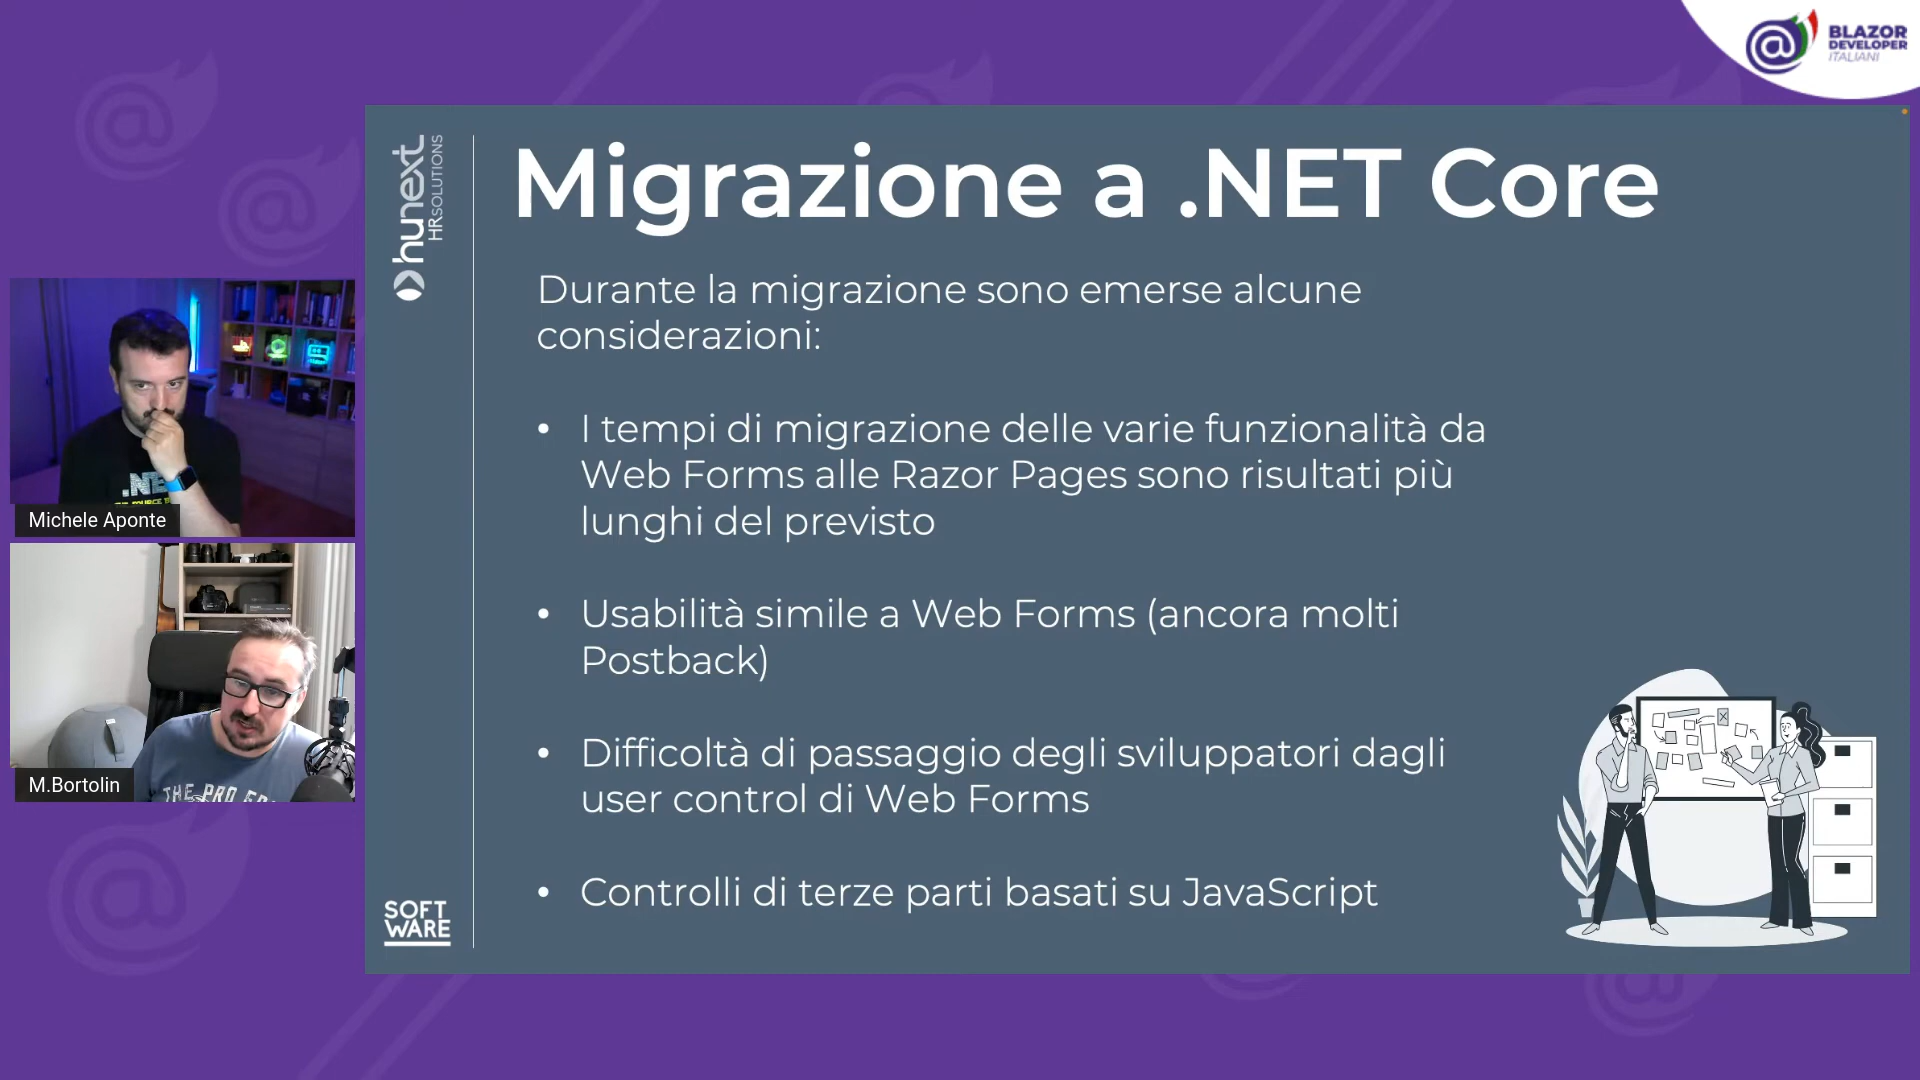 BLAZOR
DEVELOPER
ITALIANI
hunext
HRSOLUTIONS
Migrazione a .NET Core
Durante la migrazione sono emerse alcune
considerazioni:
• I tempi di migrazione delle varie funzionalità da
Web Forms alle Razor Pages sono risultati più
lunghi del previsto
• Usabilità simile a Web Forms (ancora molti
Postback)
• Difficoltà di passaggio degli sviluppatori dagli
user control di Web Forms
• Controlli di terze parti basati su JavaScript
SOFT
WARE
.NE
Michele Aponte
THE PRO
M.Bortolin